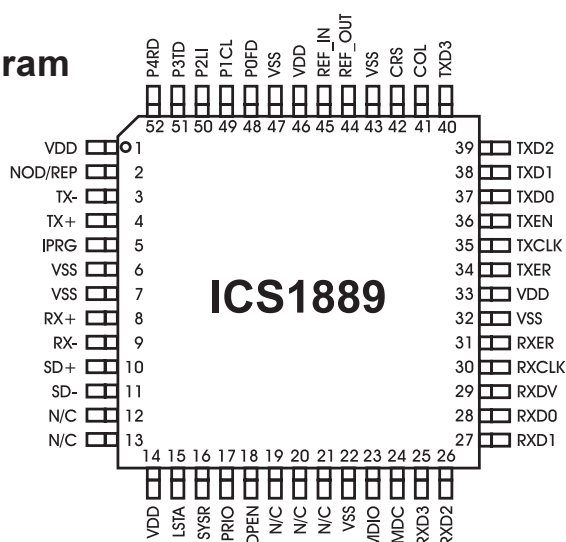 ram
P4RD P3TD P2LI P1CL P0FD VSS VDD REF_IN REF_OUT VSS CRS COL TXD3
52 51 50 49 48 47 46 45 44 43 42 41 40
VDD 1
NOD/REP 2
TX- 3
TX+ 4
IPRG 5
VSS 6
VSS 7
RX+ 8
RX- 9
SD+ 10
SD- 11
N/C 12
N/C 13
ICS1889
39 TXD2
38 TXD1
37 TXD0
36 TXEN
35 TXCLK
34 TXER
33 VDD
32 VSS
31 RXER
30 RXCLK
29 RXDV
28 RXD0
27 RXD1
14 15 16 17 18 19 20 21 22 23 24 25 26
VDD LSTA SYSR PRIO OPEN N/C N/C N/C VSS MDIO MDC RXD3 RXD2